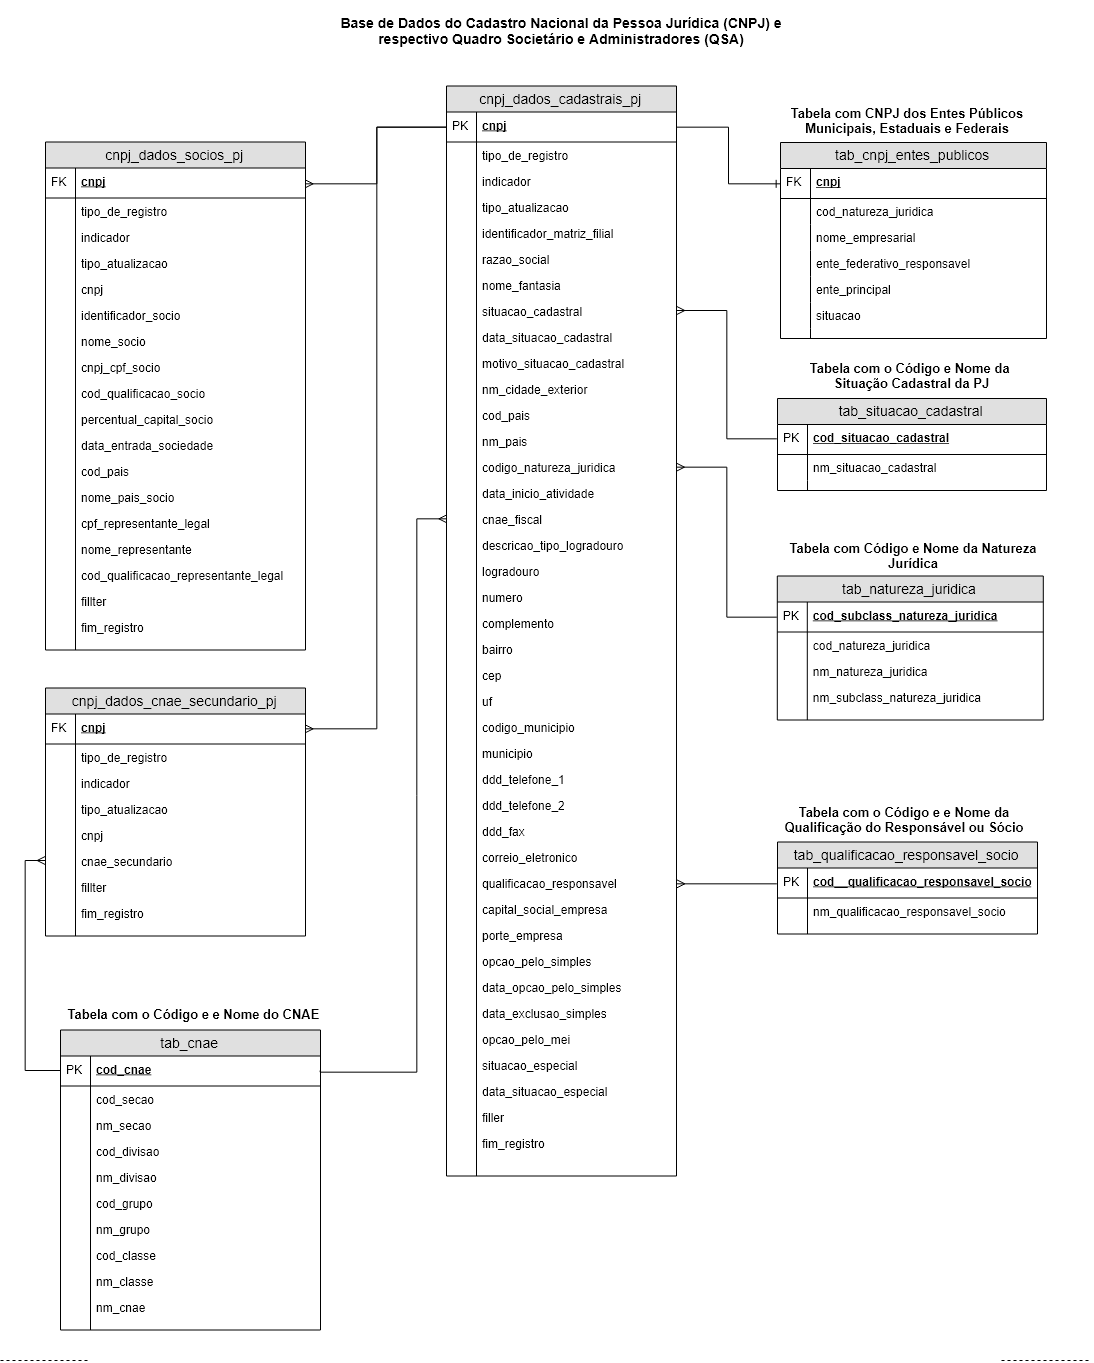 Base de Dados do Cadastro Nacional da Pessoa Jurídica (CNPJ) e
respectivo Quadro Societário e Administradores (QSA)
cnpj_dados_socios_pj
FK cnpj
tipo_de_registro
indicador
tipo_atualizacao
cnpj
identificador_socio
nome_socio
cnpj_cpf_socio
cod_qualificacao_socio
percentual_capital_socio
data_entrada_sociedade
cod_pais
nome_pais_socio
cpf_representante_legal
nome_representante
cod_qualificacao_representante_legal
fillter
fim_registro
cnpj_dados_cnae_secundario_pj
FK cnpj
tipo_de_registro
indicador
tipo_atualizacao
cnpj
cnae_secundario
fillter
fim_registro
Tabela com o Código e e Nome do CNAE
tab_cnae
PK cod_cnae
cod_secao
nm_secao
cod_divisao
nm_divisao
cod_grupo
nm_grupo
cod_classe
nm_classe
nm_cnae
cnpj_dados_cadastrais_pj
PK cnpj
tipo_de_registro
indicador
tipo_atualizacao
identificador_matriz_filial
razao_social
nome_fantasia
situacao_cadastral
data_situacao_cadastral
motivo_situacao_cadastral
nm_cidade_exterior
cod_pais
nm_pais
codigo_natureza_juridica
data_inicio_atividade
cnae_fiscal
descricao_tipo_logradouro
logradouro
numero
complemento
bairro
cep
uf
codigo_municipio
municipio
ddd_telefone_1
ddd_telefone_2
ddd_fax
correio_eletronico
qualificacao_responsavel
capital_social_empresa
porte_empresa
opcao_pelo_simples
data_opcao_pelo_simples
data_exclusao_simples
opcao_pelo_mei
situacao_especial
data_situacao_especial
filler
fim_registro
Tabela com CNPJ dos Entes Públicos
Municipais, Estaduais e Federais
tab_cnpj_entes_publicos
FK cnpj
cod_natureza_juridica
nome_empresarial
ente_federativo_responsavel
ente_principal
situacao
Tabela com o Código e Nome da
Situação Cadastral da PJ
tab_situacao_cadastral
PK cod_situacao_cadastral
nm_situacao_cadastral
Tabela com Código e Nome da Natureza
Jurídica
tab_natureza_juridica
PK cod_subclass_natureza_juridica
cod_natureza_juridica
nm_natureza_juridica
nm_subclass_natureza_juridica
Tabela com o Código e e Nome da
Qualificação do Responsável ou Sócio
tab_qualificacao_responsavel_socio
PK cod__qualificacao_responsavel_socio
nm_qualificacao_responsavel_socio